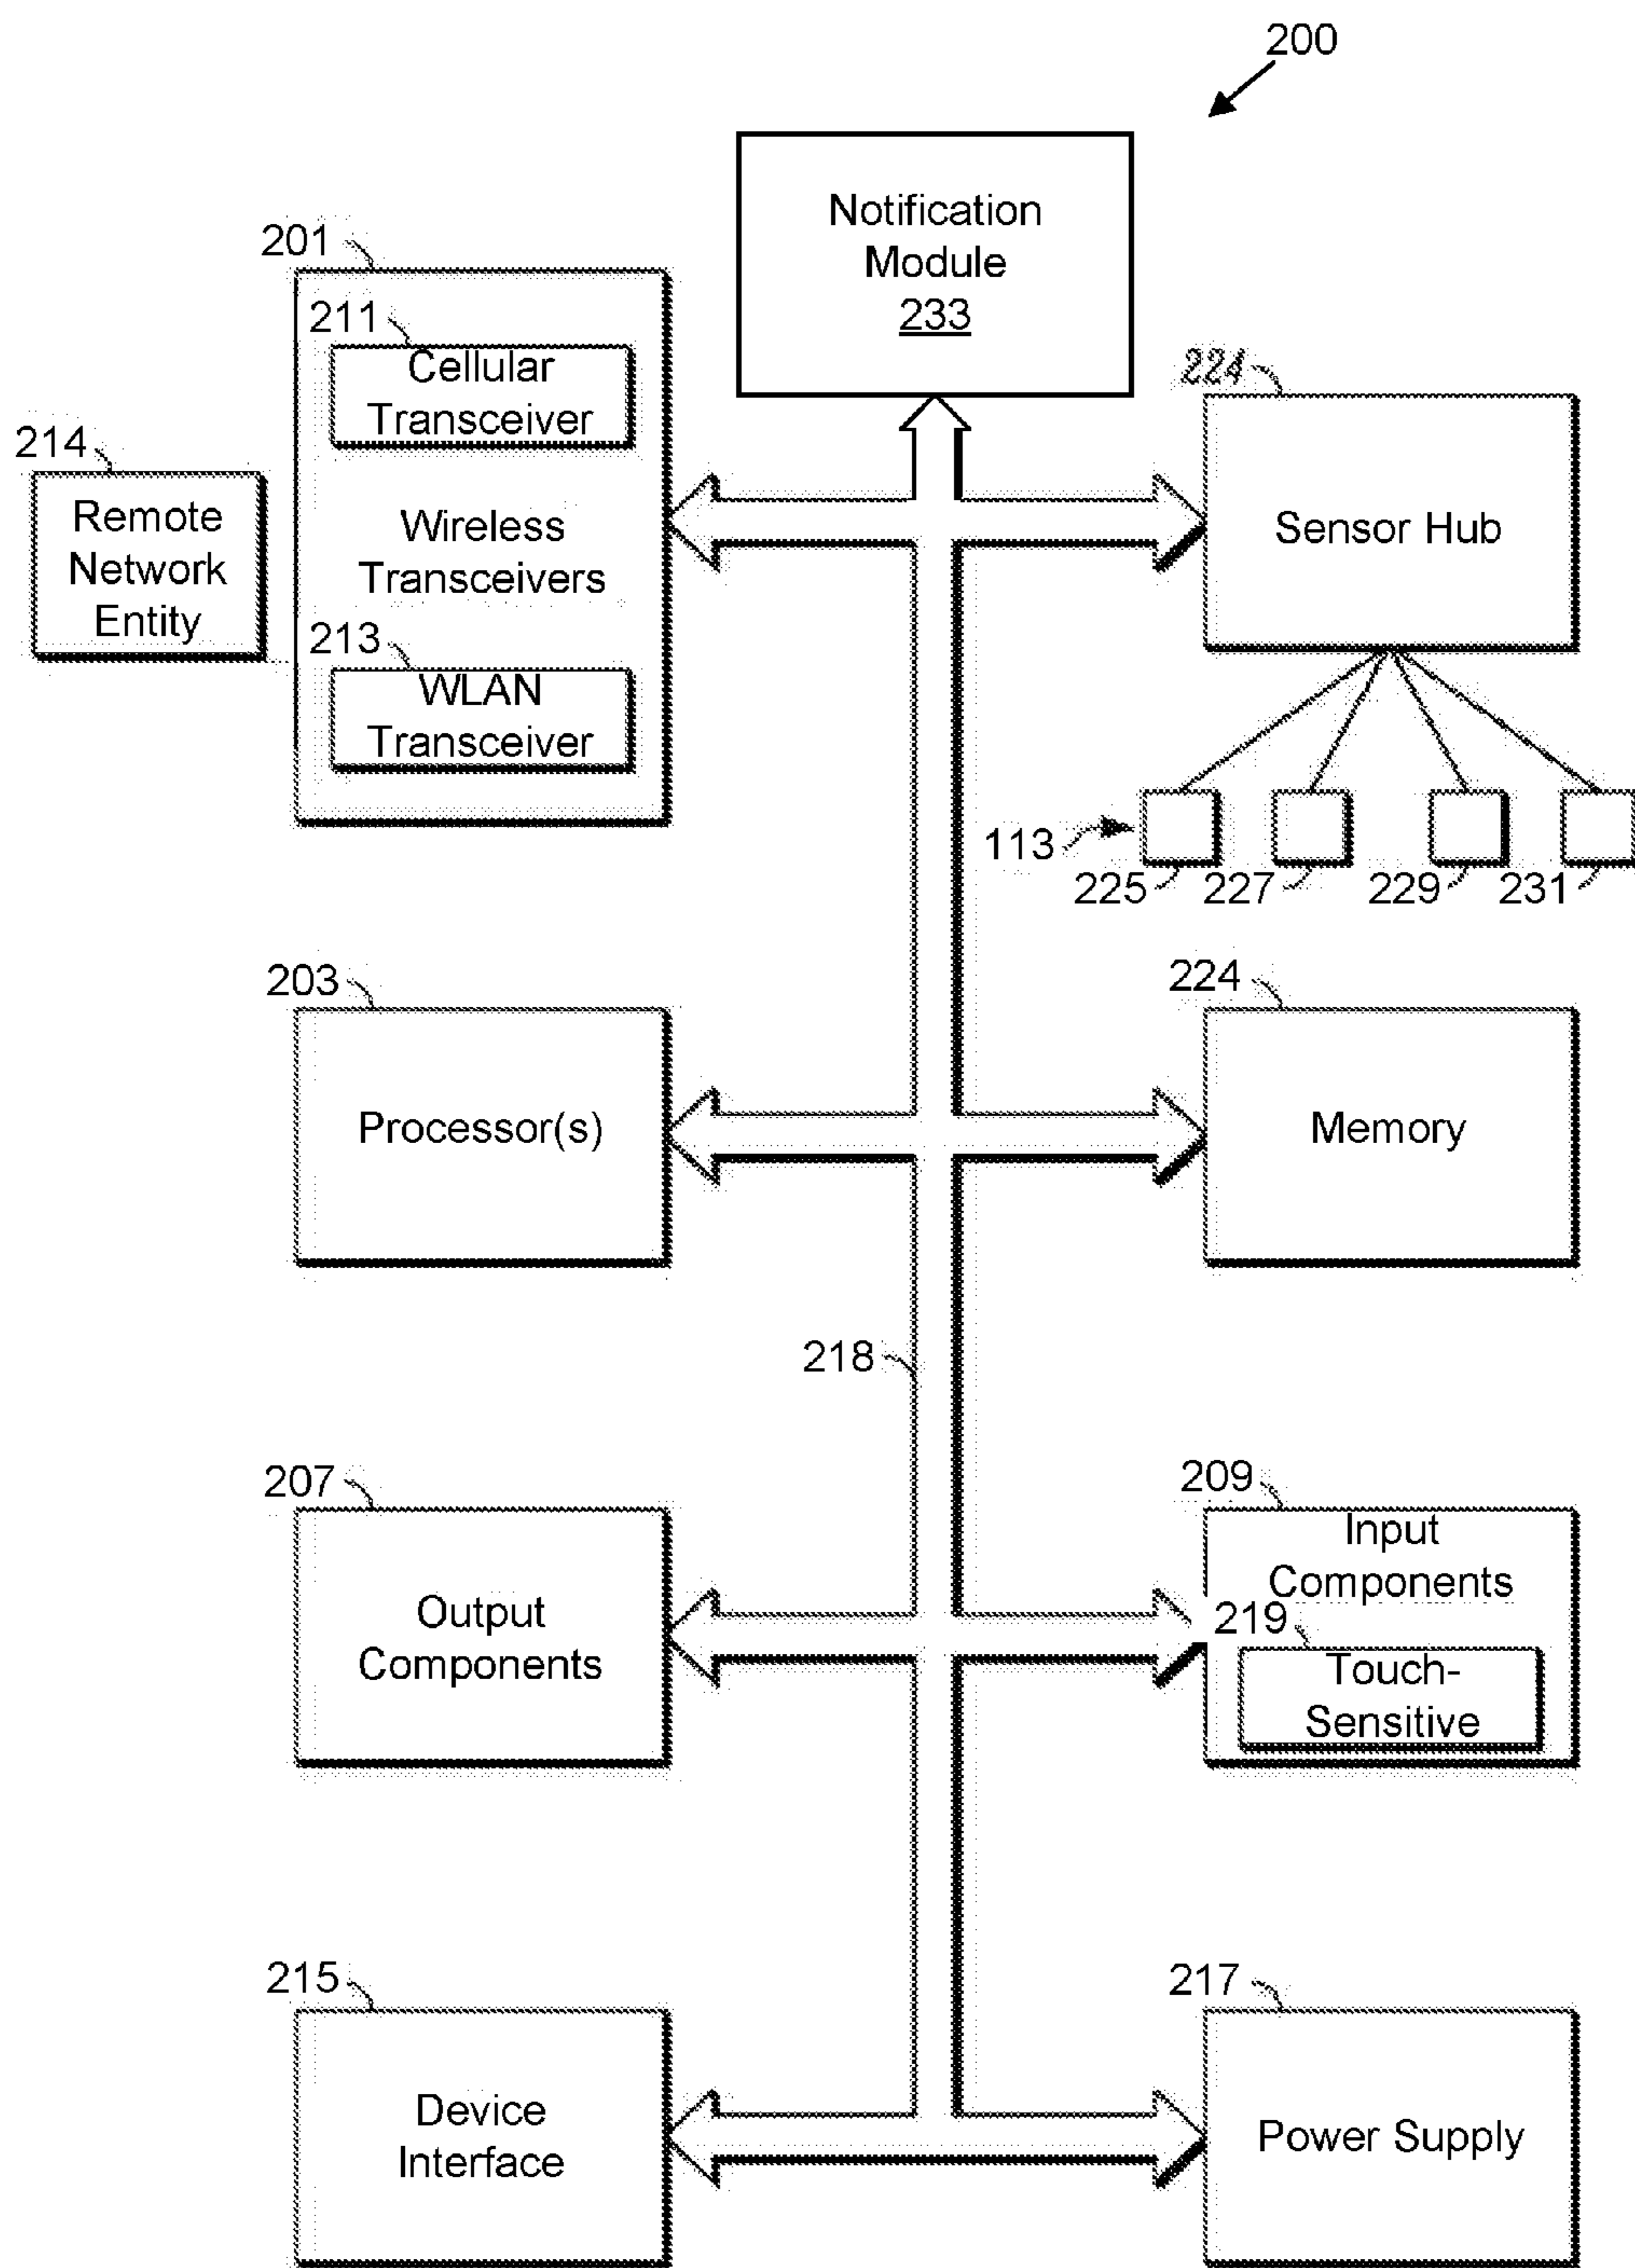 200
Notification
Module
233
201
211
Cellular
Transceiver
Wireless
Transceivers
213
WLAN
Transceiver
214
Remote
Network
Entity
224
Sensor Hub
113
225
227
229
231
203
Processor(s)
224
Memory
218
207
Output
Components
209
Input
Components
219
Touch-
Sensitive
215
Device
Interface
217
Power Supply